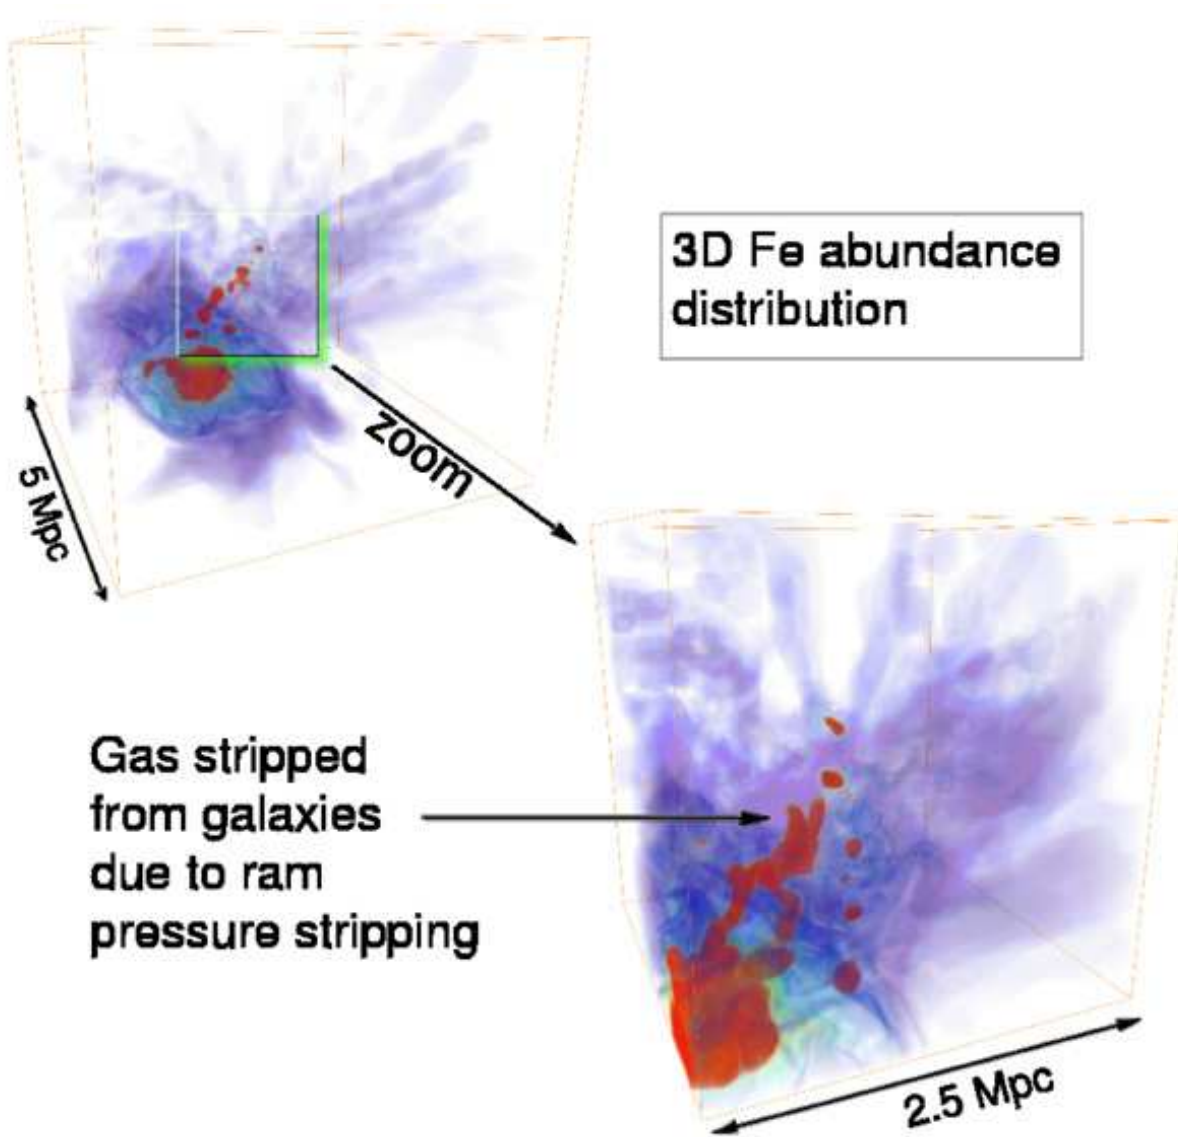 3D Fe abundance
distribution
zoom
5 Mpc
Gas stripped
from galaxies
due to ram
pressure stripping
2.5 Mpc